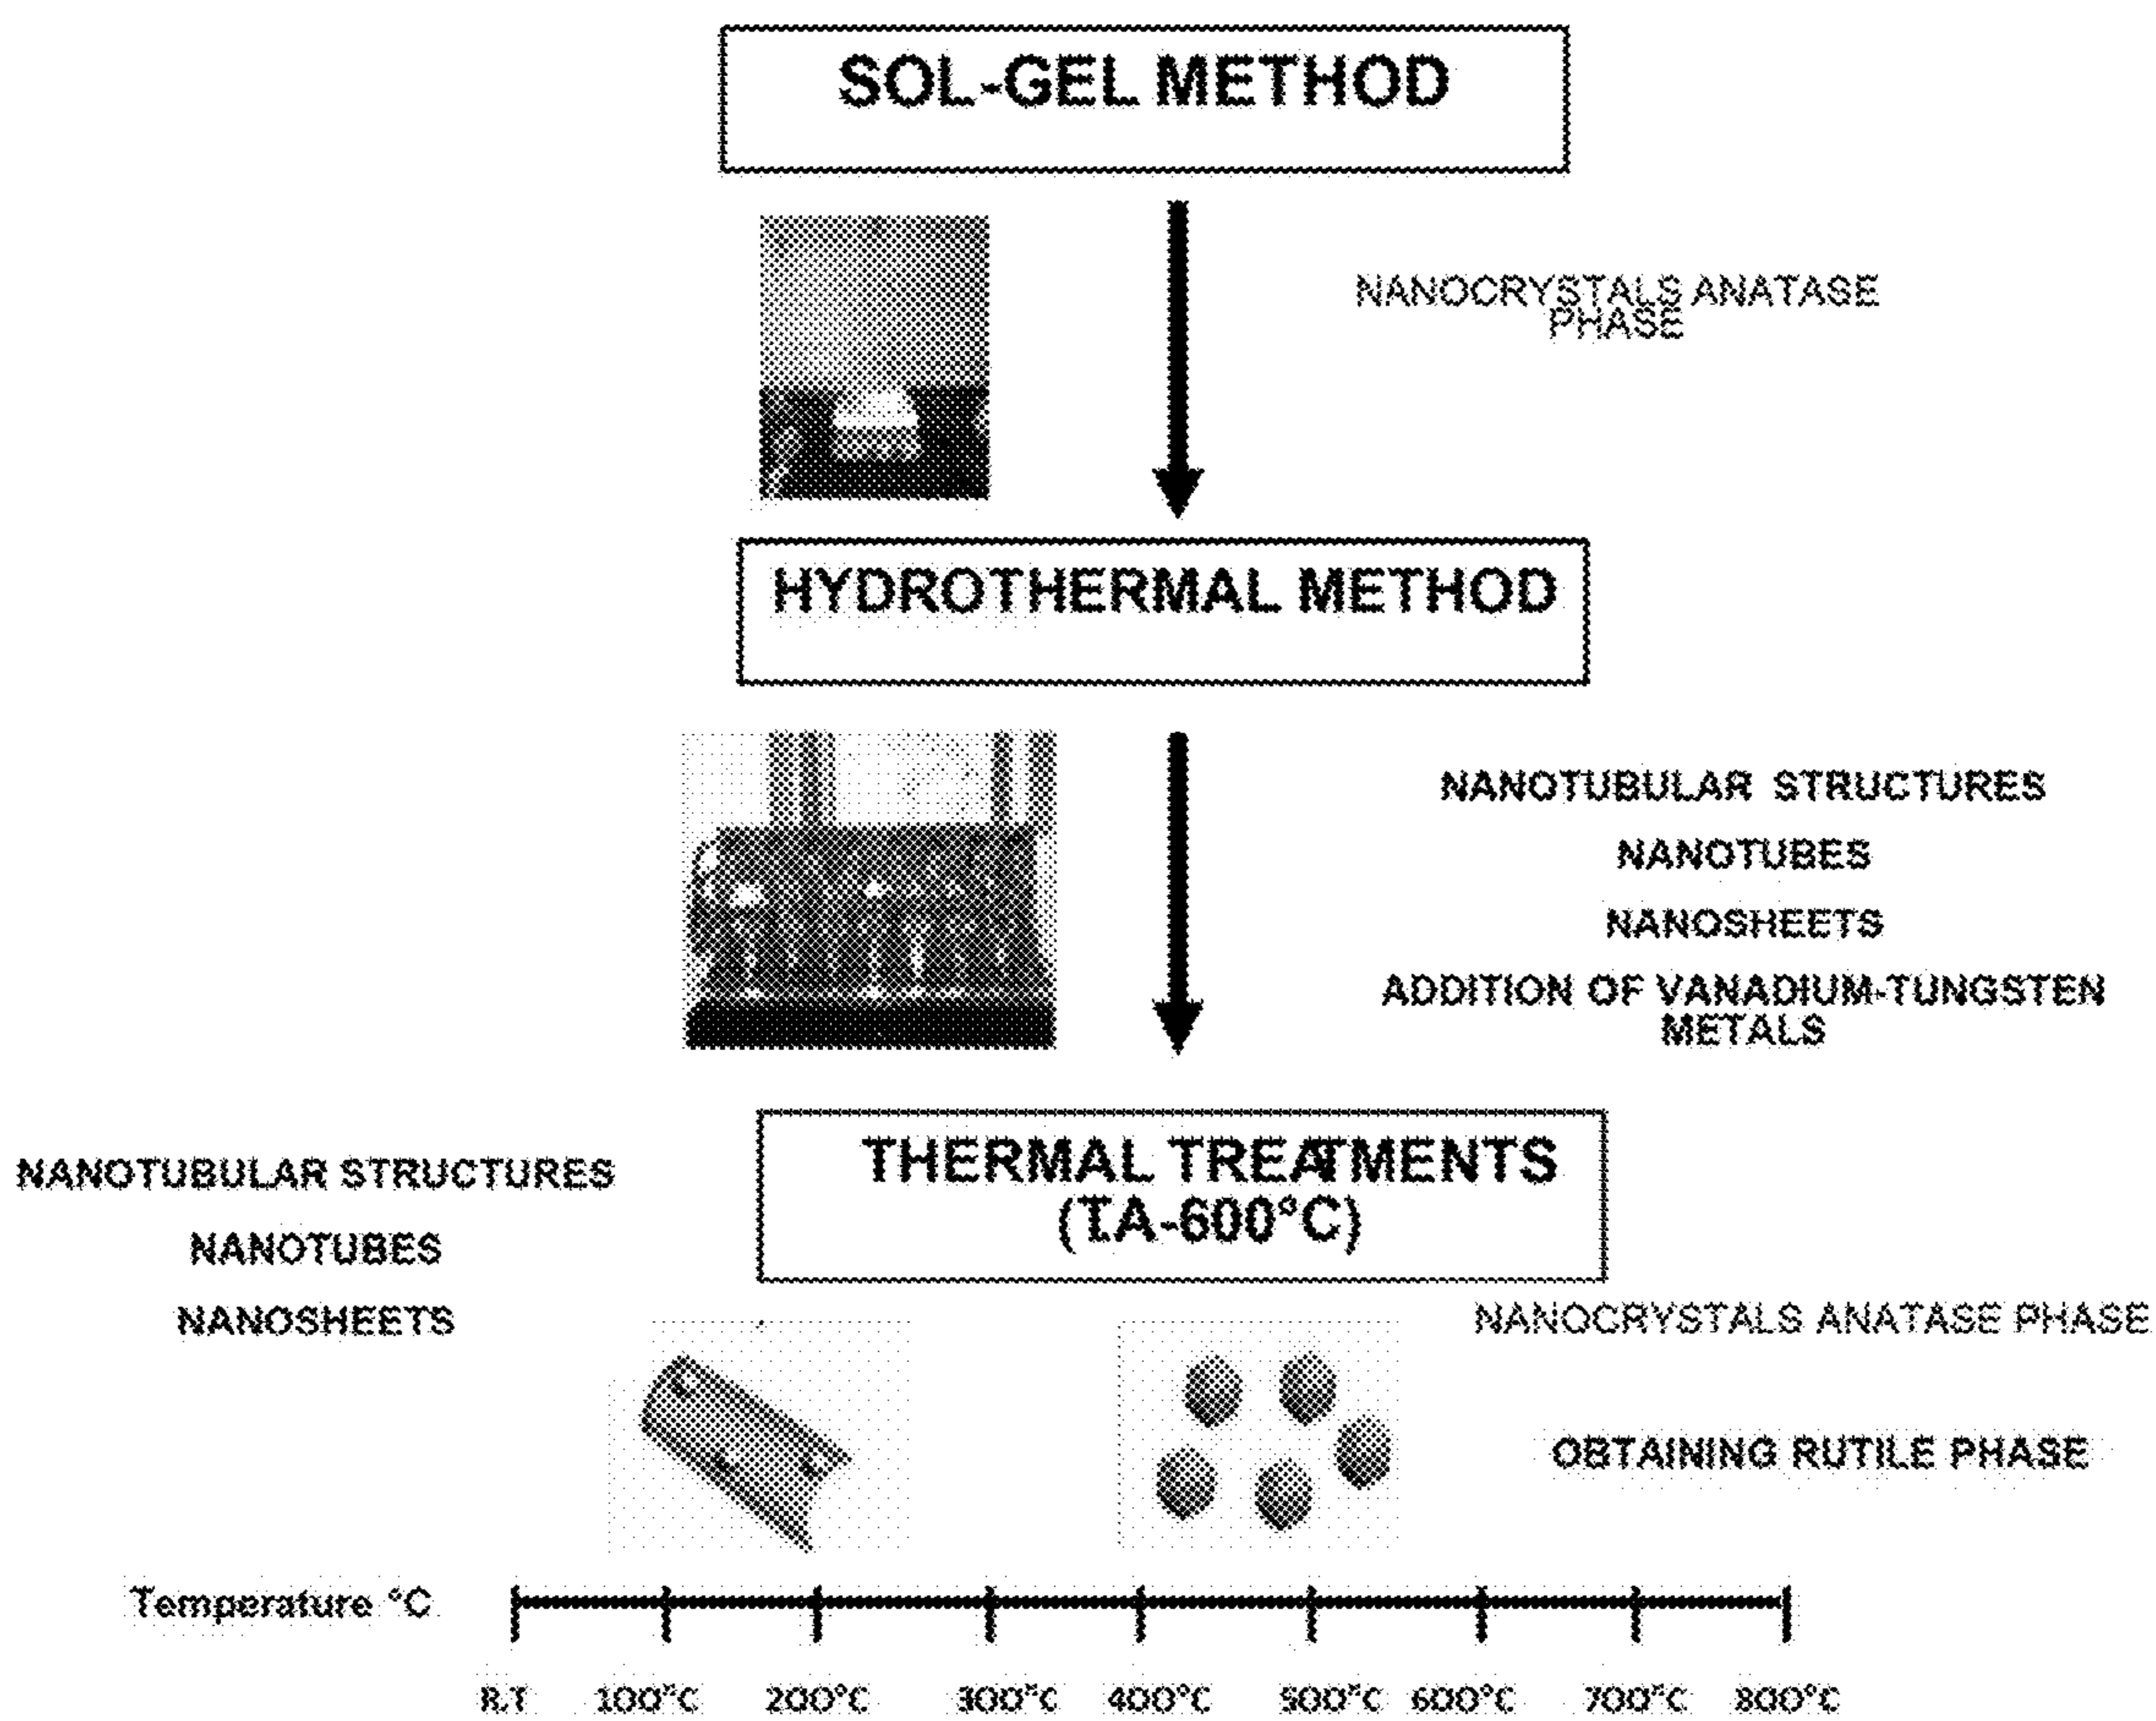 SOL-GEL METHOD
NANOCRYSTALS ANATASE
PHASE
HYDROTHERMAL METHOD
NANOTUBULAR STRUCTURES
NANOTUBES
NANOSHEETS
ADDITION OF VANADIUM-TUNGSTEN
METALS
THERMAL TREATMENTS
(T.A-600°C)
NANOTUBULAR STRUCTURES
NANOTUBES
NANOSHEETS
NANOCRYSTALS ANATASE PHASE
OBTAINING RUTILE PHASE
Temperature °C
R.T 100°C 200°C 300°C 400°C 500°C 600°C 700°C 800°C